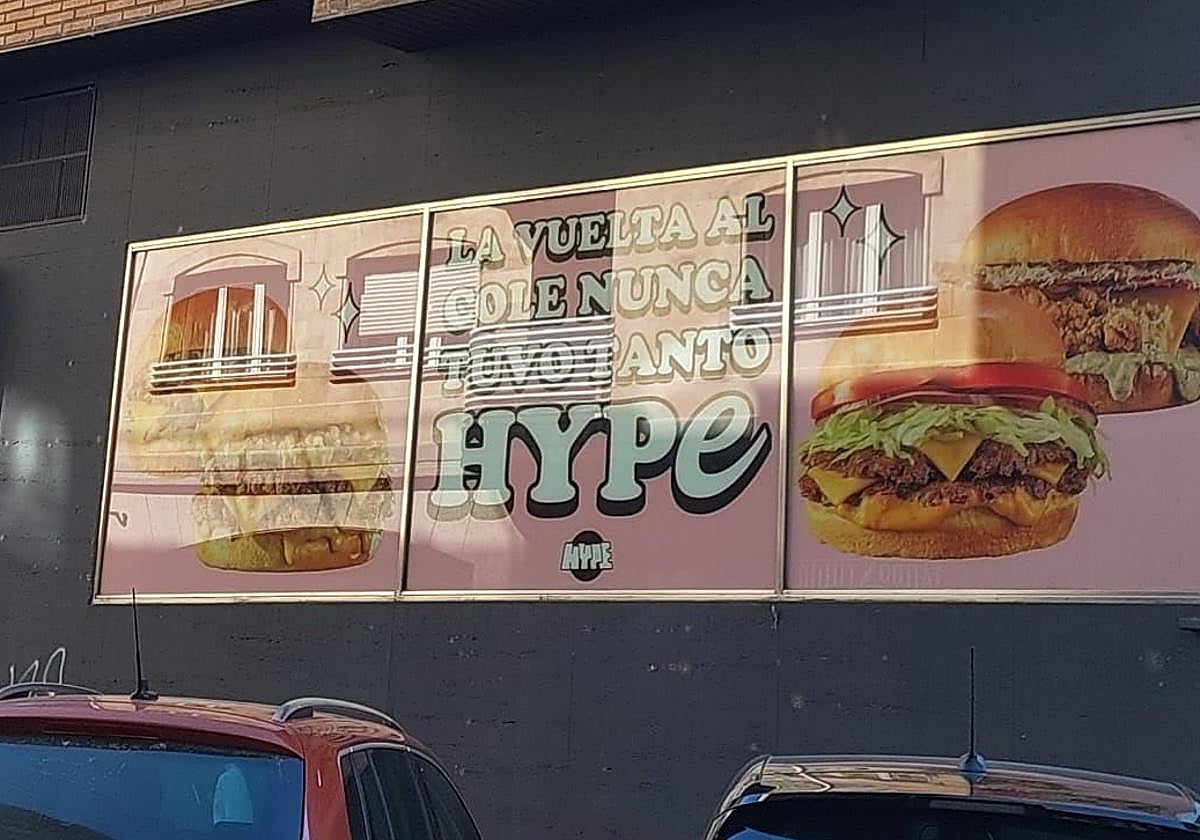 LA VUELTA AL
COLE NUNCA
TUVO TANTO
HYPE
HYPE